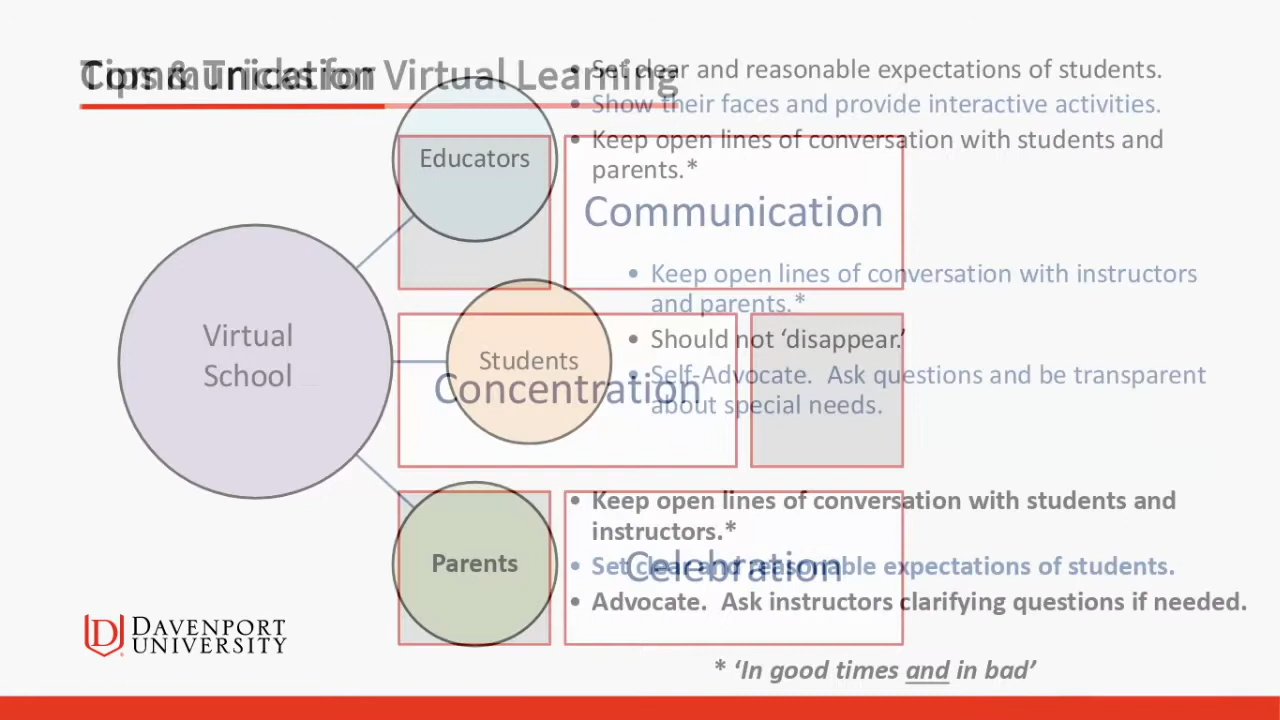 Communication
Tips & Tricks for Virtual Learning
Virtual
School
Educators
• Set clear and reasonable expectations of students.
• Show their faces and provide interactive activities.
• Keep open lines of conversation with students and
parents.*
Communication
Students
• Keep open lines of conversation with instructors
and parents.*
• Should not ‘disappear.’
• Self-Advocate. Ask questions and be transparent
about special needs.
Concentration
Parents
• Keep open lines of conversation with students and
instructors.*
• Set clear and reasonable expectations of students.
• Advocate. Ask instructors clarifying questions if needed.
Celebration
* ‘In good times and in bad’
D
DAVENPORT
UNIVERSITY